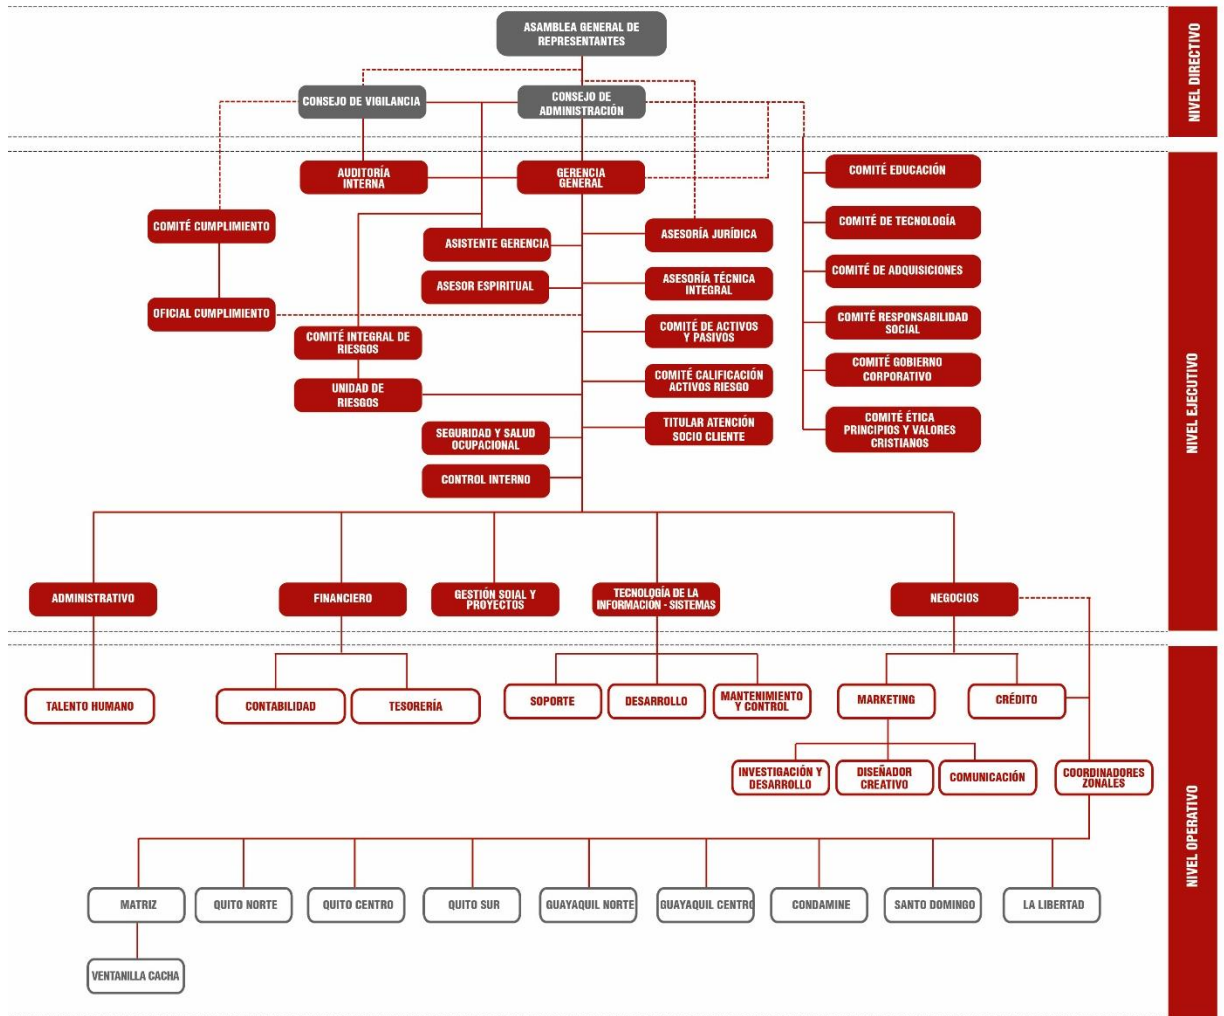 ASAMBLEA GENERAL DE
REPRESENTANTES
NIVEL DIRECTIVO
CONSEJO DE VIGILANCIA
CONSEJO DE
ADMINISTRACIÓN
AUDITORÍA
INTERNA
GERENCIA
GENERAL
COMITÉ EDUCACIÓN
COMITÉ CUMPLIMIENTO
ASISTENTE GERENCIA
ASESORÍA JURÍDICA
COMITÉ DE TECNOLOGÍA
ASESOR ESPIRITUAL
ASESORÍA TÉCNICA
INTEGRAL
COMITÉ DE ADQUISICIONES
OFICIAL CUMPLIMIENTO
COMITÉ INTEGRAL DE
RIESGOS
COMITÉ DE ACTIVOS
Y PASIVOS
COMITÉ RESPONSABILIDAD
SOCIAL
UNIDAD DE
RIESGOS
COMITÉ CALIFICACIÓN
ACTIVOS RIESGO
COMITÉ GOBIERNO
CORPORATIVO
NIVEL EJECUTIVO
SEGURIDAD Y SALUD
OCUPACIONAL
TITULAR ATENCIÓN
SOCIO CLIENTE
COMITÉ ÉTICA
PRINCIPIOS Y VALORES
CRISTIANOS
CONTROL INTERNO
ADMINISTRATIVO
FINANCIERO
GESTIÓN SOIAL Y
PROYECTOS
TECNOLOGÍA DE LA
INFORMACIÓN - SISTEMAS
NEGOCIOS
TALENTO HUMANO
CONTABILIDAD
TESORERÍA
SOPORTE
DESARROLLO
MANTENIMIENTO
Y CONTROL
MARKETING
CRÉDITO
INVESTIGACIÓN Y
DESARROLLO
DISEÑADOR
CREATIVO
COMUNICACIÓN
COORDINADORES
ZONALES
NIVEL OPERATIVO
MATRIZ
QUITO NORTE
QUITO CENTRO
QUITO SUR
GUAYAQUIL NORTE
GUAYAQUIL CENTRO
CONDAMINE
SANTO DOMINGO
LA LIBERTAD
VENTANILLA CACHA